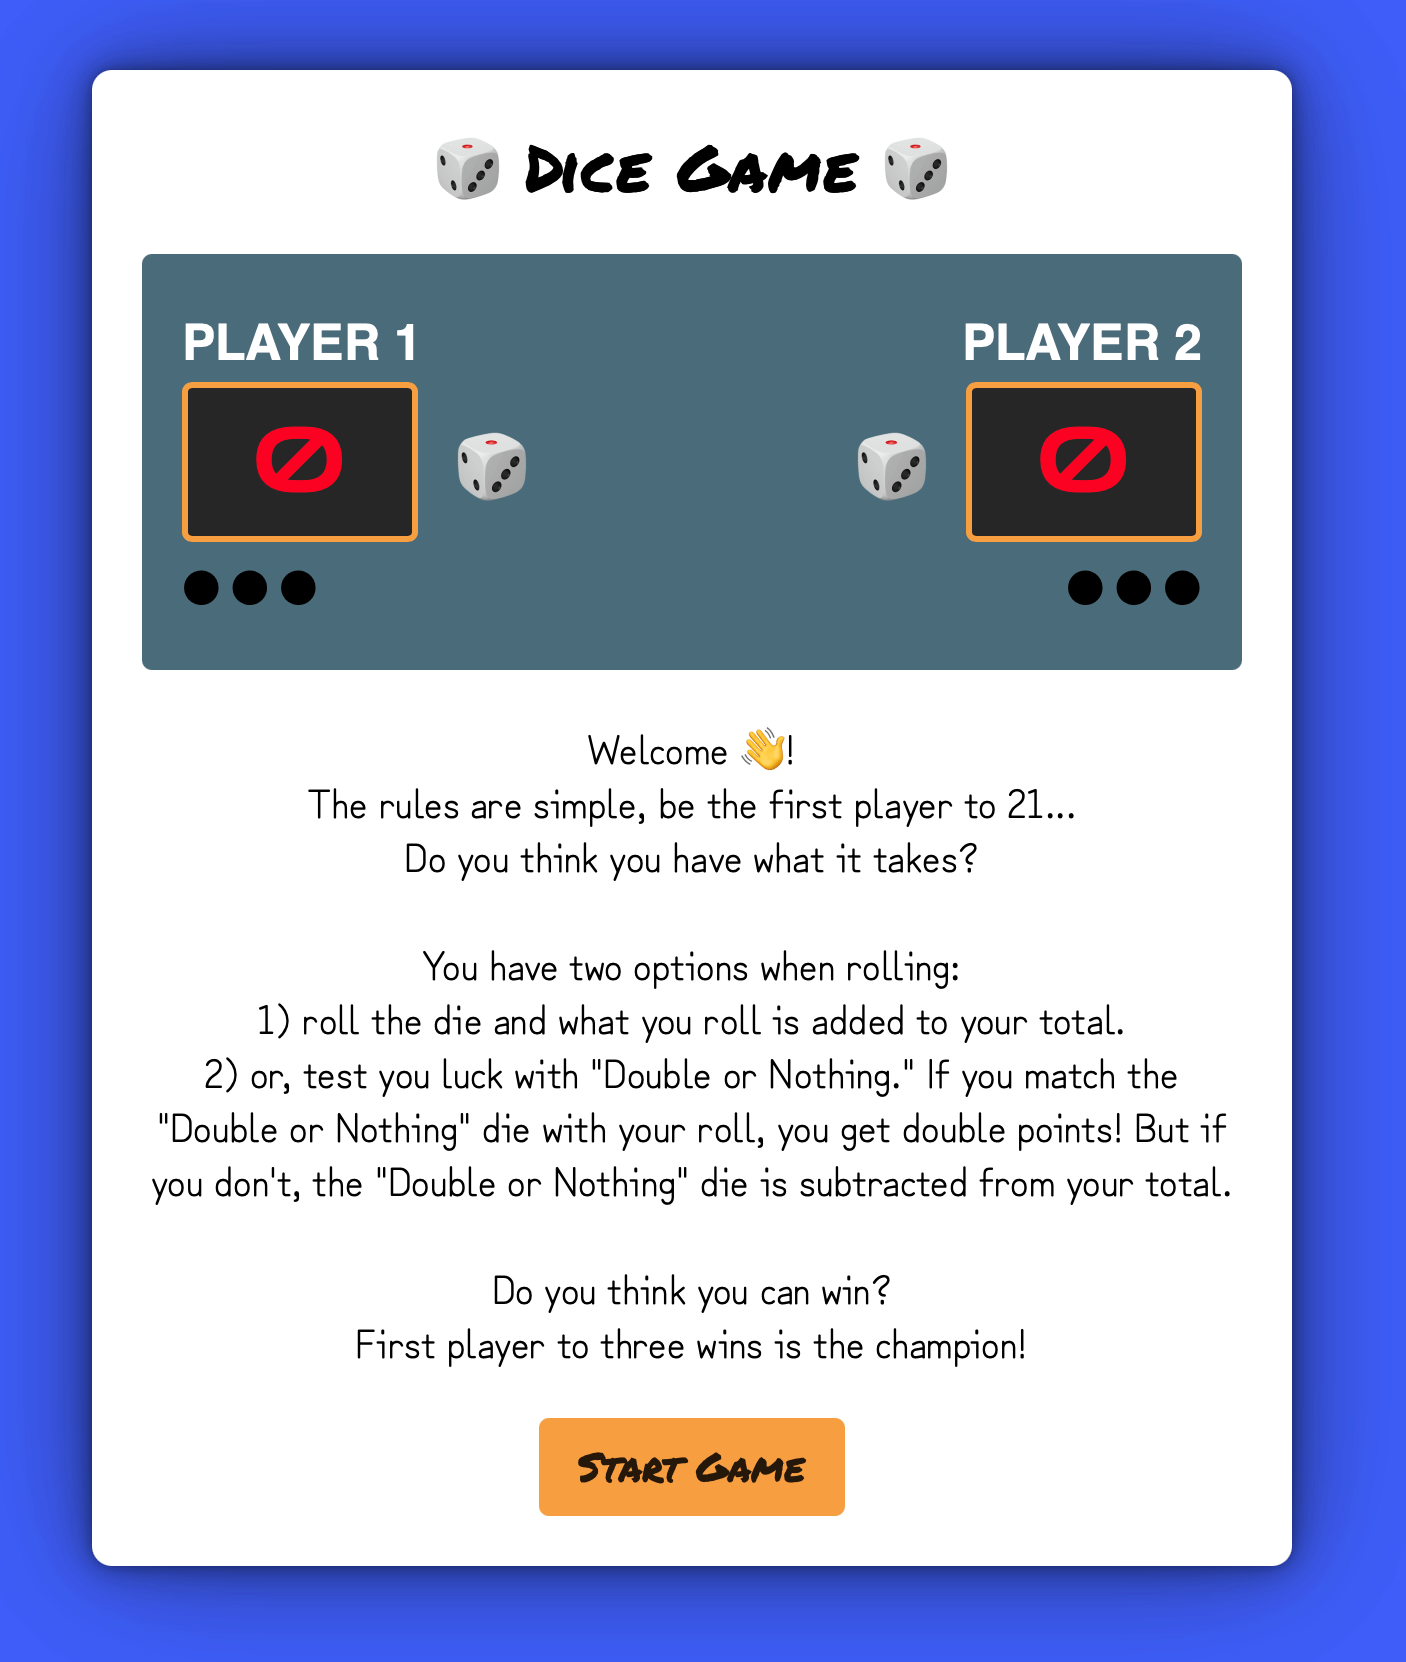 🎲 Dice Game 🎲
PLAYER 1
PLAYER 2
0
0
Welcome 👋!
The rules are simple, be the first player to 21...
Do you think you have what it takes?
You have two options when rolling:
1) roll the die and what you roll is added to your total.
2) or, test you luck with "Double or Nothing." If you match the
"Double or Nothing" die with your roll, you get double points! But if
you don't, the "Double or Nothing" die is subtracted from your total.
Do you think you can win?
First player to three wins is the champion!
Start Game